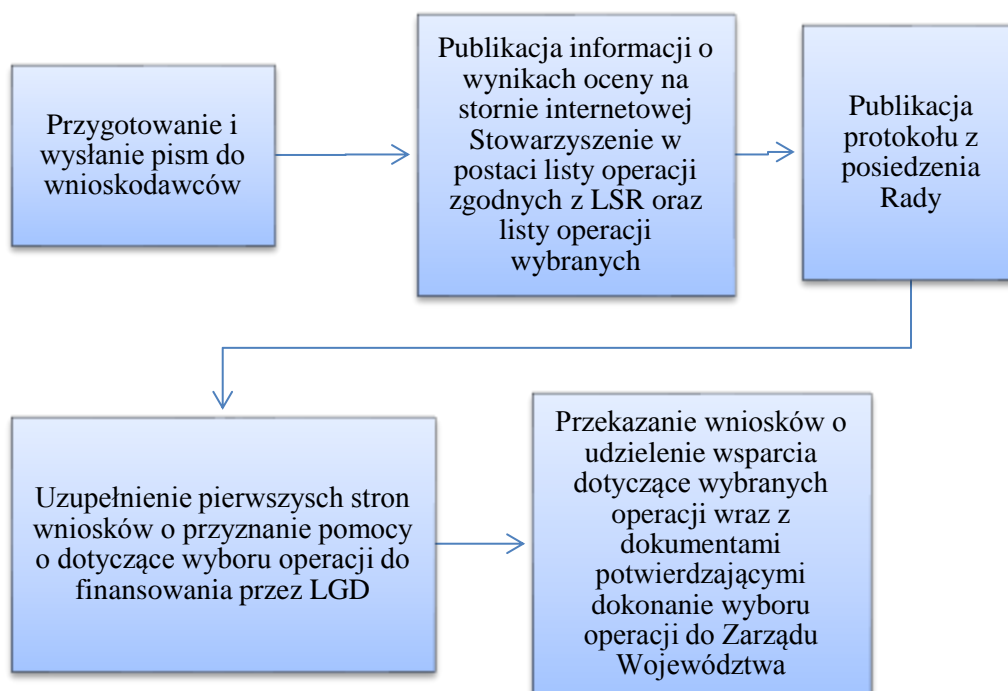 Przygotowanie i
wysłanie pism do
wnioskodawców
Publikacja informacji o
wynikach oceny na
stornie internetowej
Stowarzyszenie w
postaci listy operacji
zgodnych z LSR oraz
listy operacji
wybranych
Publikacja
protokołu z
posiedzenia
Rady
Uzupełnienie pierwszysch stron
wniosków o przyznanie pomocy
o dotyczące wyboru operacji do
finansowania przez LGD
Przekazanie wniosków o
udzielenie wsparcia
dotyczące wybranych
operacji wraz z
dokumentami
potwierdzającymi
dokonanie wyboru
operacji do Zarządu
Województwa